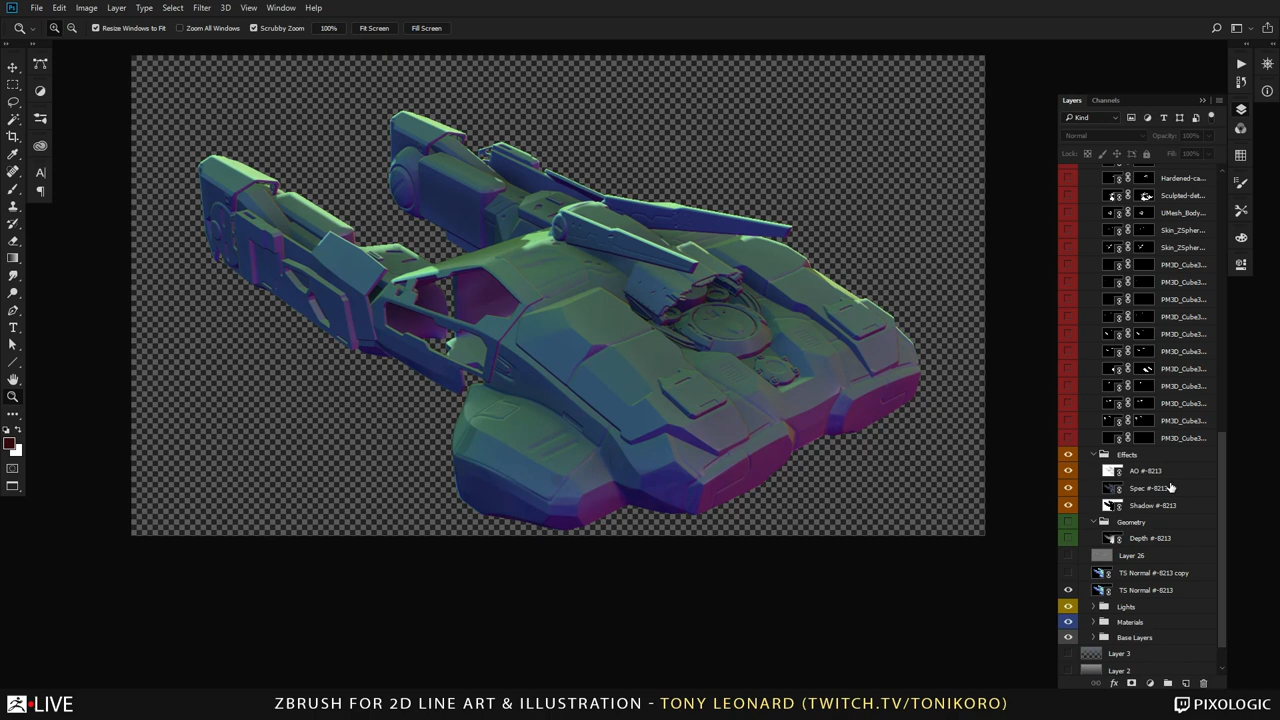 Ps File Edit Image Layer Type Select Filter 3D View Window Help
Resize Windows to Fit Zoom All Windows Scrubby Zoom 100% Fit Screen Fill Screen
Layers Channels
Kind
Normal Opacity: 100%
Lock: Fill: 100%
Hardened-ca...
Sculpted-det...
UMesh_Body...
Skin_ZSpher...
Skin_ZSpher...
PM3D_Cube3...
PM3D_Cube3...
PM3D_Cube3...
PM3D_Cube3...
PM3D_Cube3...
PM3D_Cube3...
PM3D_Cube3...
PM3D_Cube3...
PM3D_Cube3...
PM3D_Cube3...
PM3D_Cube3...
Effects
AO #-8213
Spec #-8213
Shadow #-8213
Geometry
Depth #-8213
Layer 26
TS Normal #-8213 copy
TS Normal #-8213
Lights
Materials
Base Layers
Layer 3
Layer 2
fx
LIVE ZBRUSH FOR 2D LINE ART & ILLUSTRATION - TONY LEONARD (TWITCH.TV/TONIKORO) PIXOLOGIC